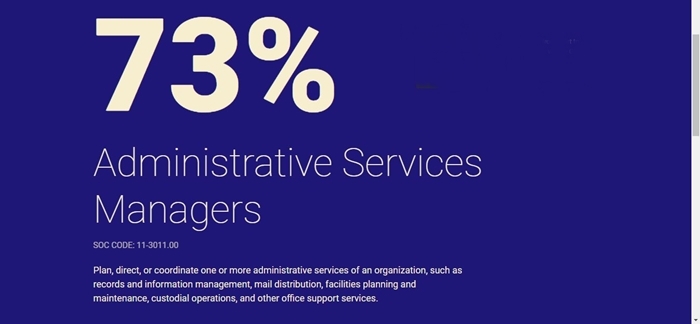 73%
Administrative Services
Managers
SOC CODE: 11-3011.00
Plan, direct, or coordinate one or more administrative services of an organization, such as
records and information management, mail distribution, facilities planning and
maintenance, custodial operations, and other office support services.